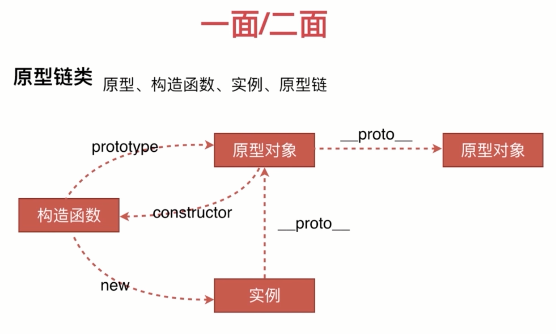 一面/二面
原型链类 原型、构造函数、实例、原型链
prototype
原型对象
__proto__
原型对象
构造函数
constructor
__proto__
new
实例